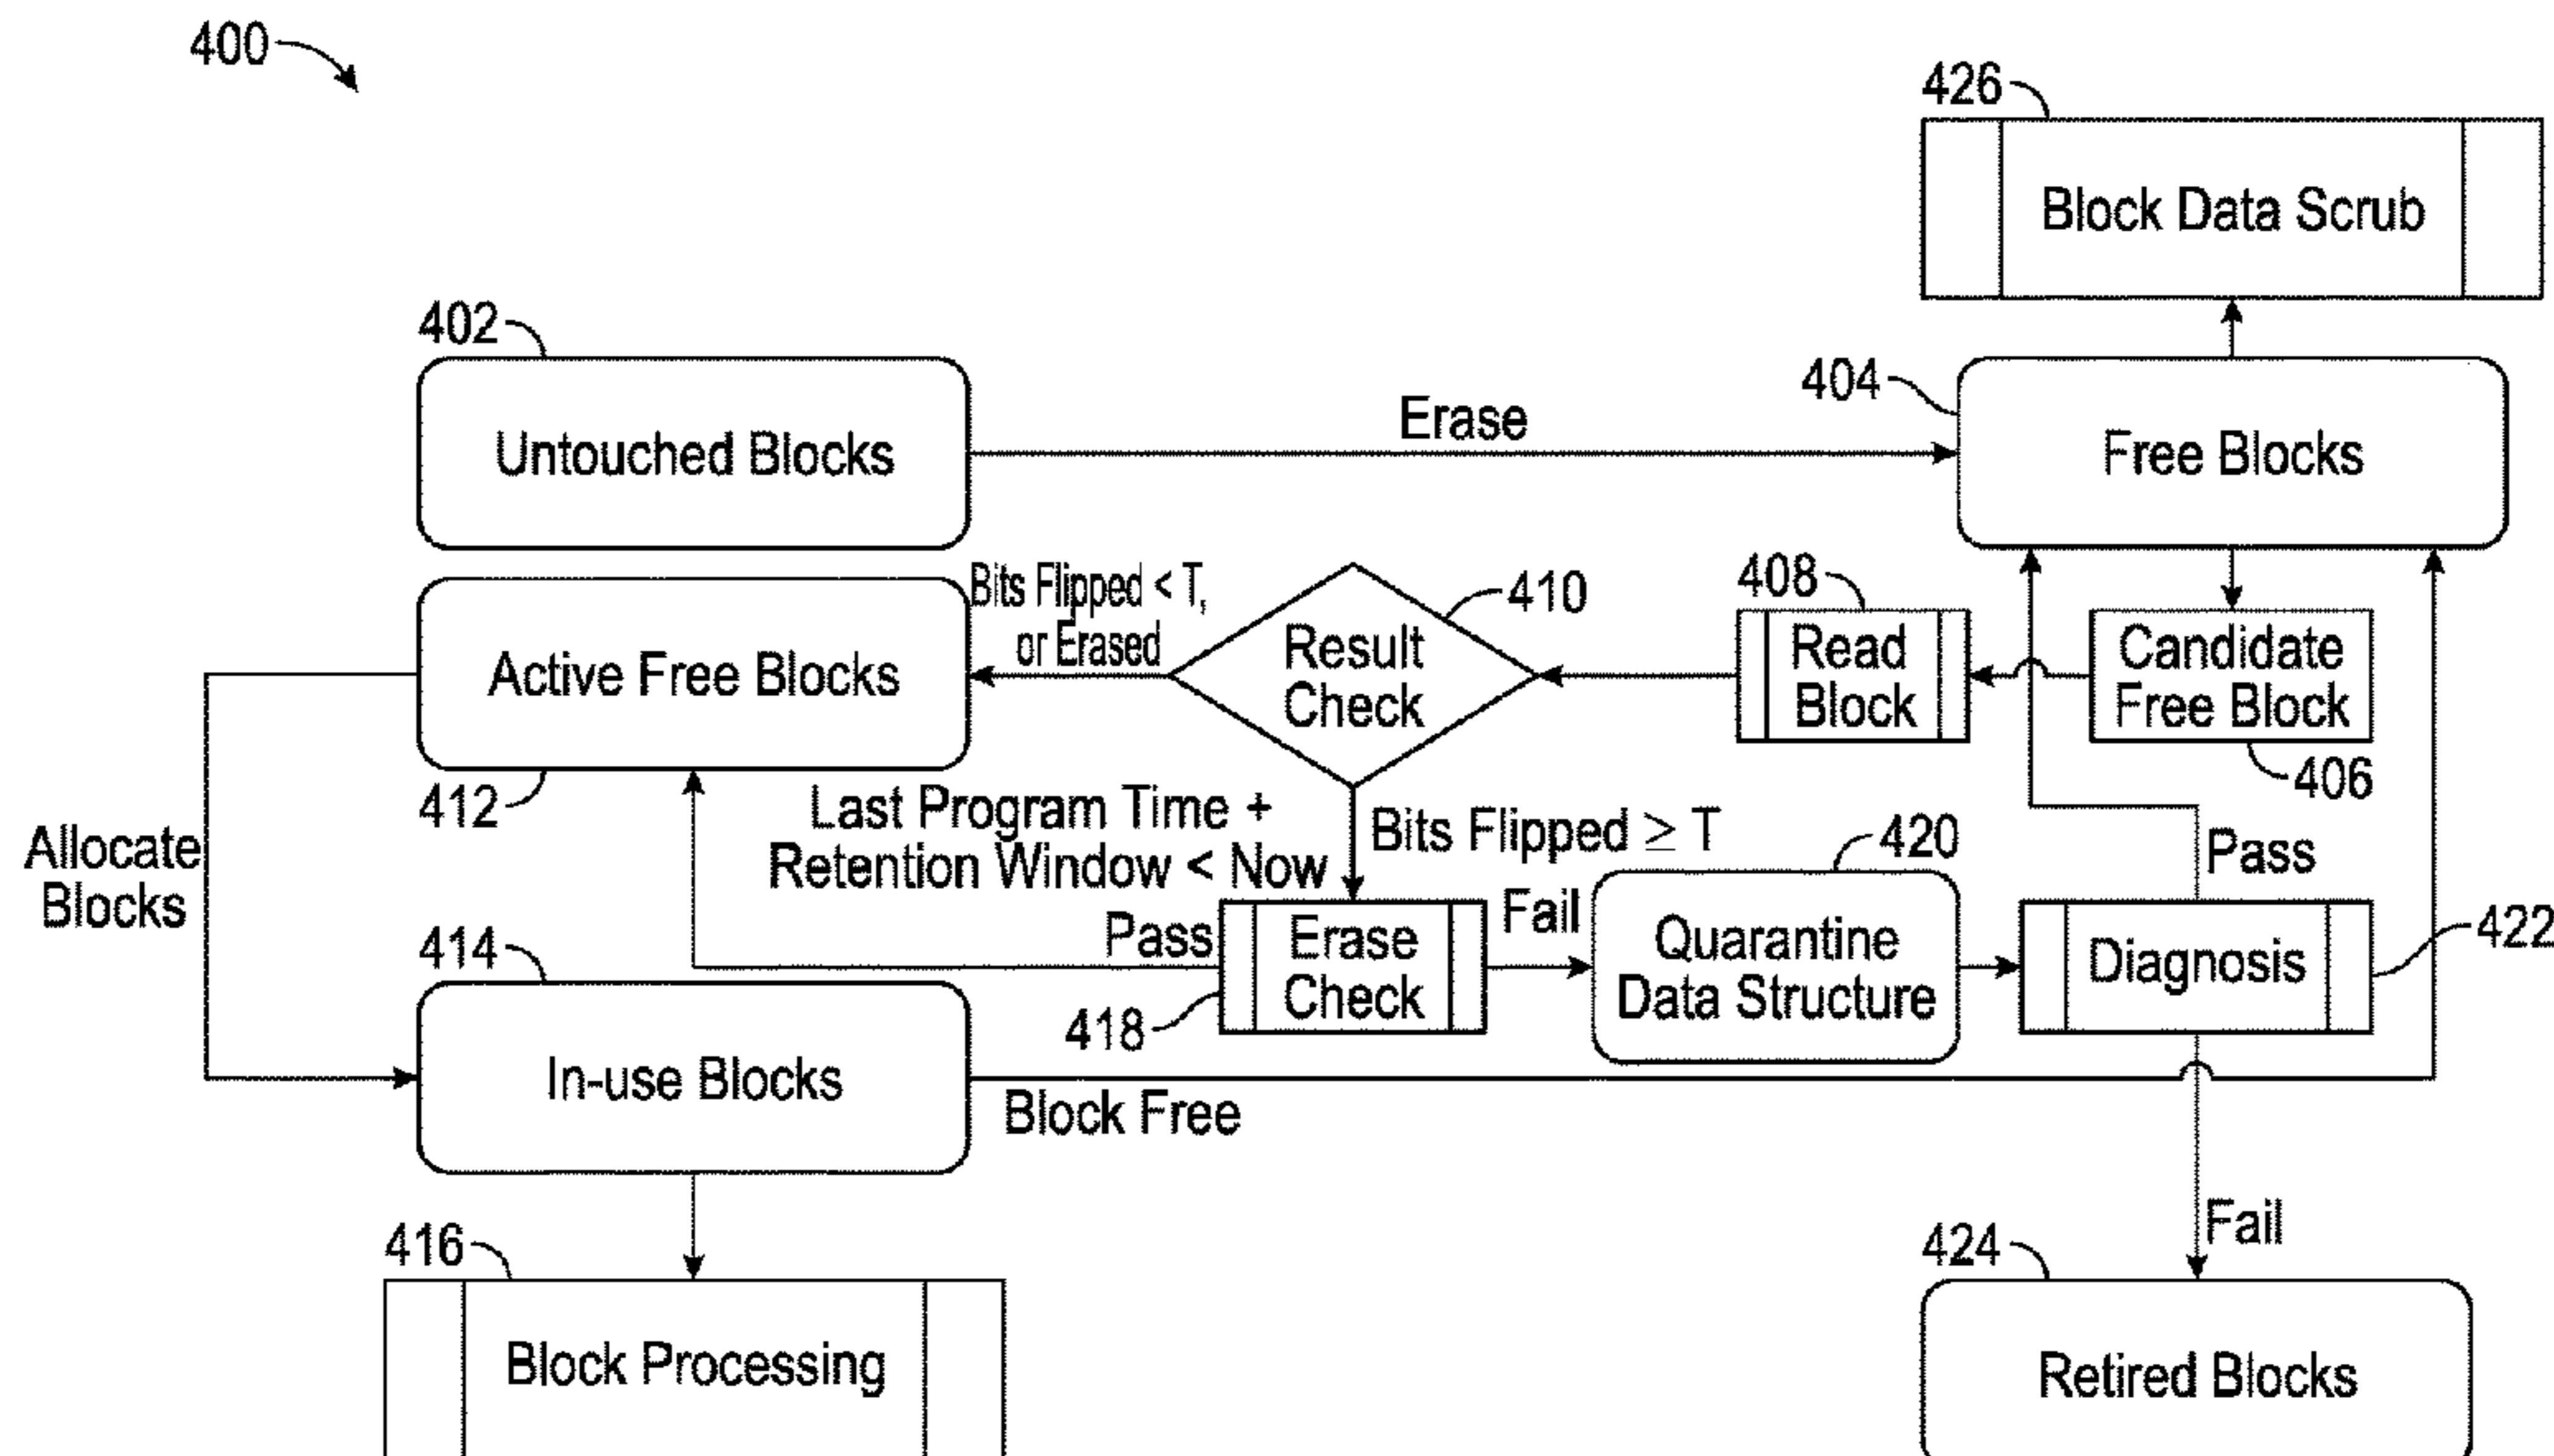 400
426
Block Data Scrub
402
Untouched Blocks
Erase
404
Free Blocks
Bits Flipped < T,
or Erased
410
Result
Check
408
Read
Block
Candidate
Free Block
406
Active Free Blocks
412
Last Program Time +
Retention Window < Now
Bits Flipped ≥ T
420
Pass
Allocate
Blocks
414
Pass
Erase
Check
418
Fail
Quarantine
Data Structure
Diagnosis
422
In-use Blocks
Block Free
416
Block Processing
Fail
424
Retired Blocks